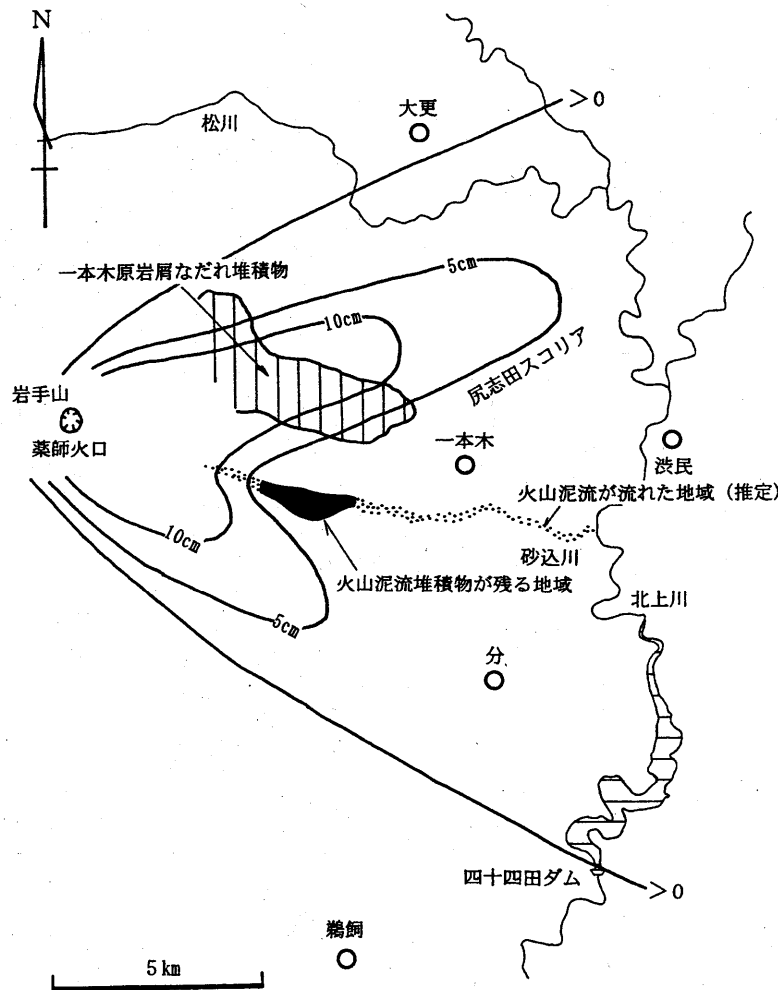 N
>0
大更
松川
一本木原岩屑なだれ堆積物
5cm
10cm
尻志田スコリア
岩手山
薬師火口
一本木
渋民
火山泥流が流れた地域（推定）
10cm
砂込川
火山泥流堆積物が残る地域
北上川
5cm
分
四十四田ダム
>0
鵜飼
5 km